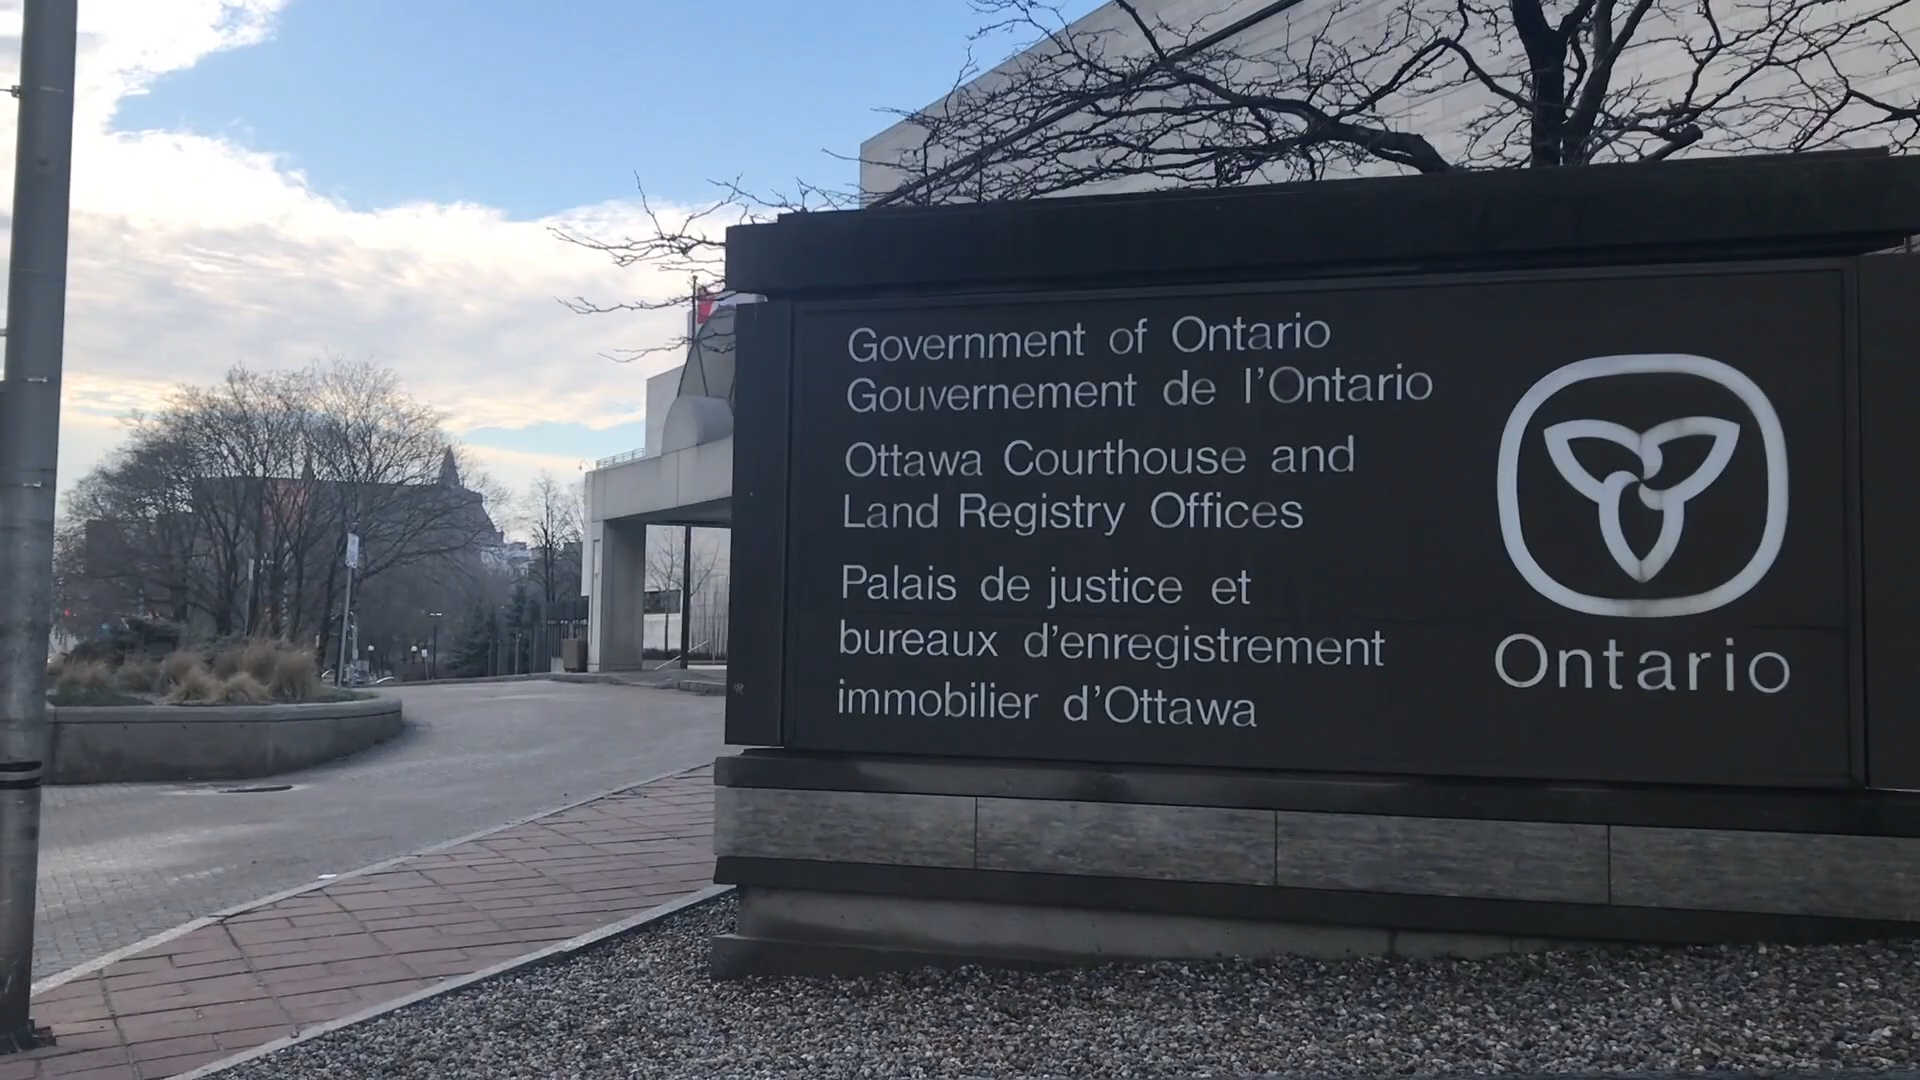 Government of Ontario
Gouvernement de l'Ontario
Ottawa Courthouse and
Land Registry Offices
Palais de justice et
bureaux d'enregistrement
immobilier d'Ottawa
Ontario